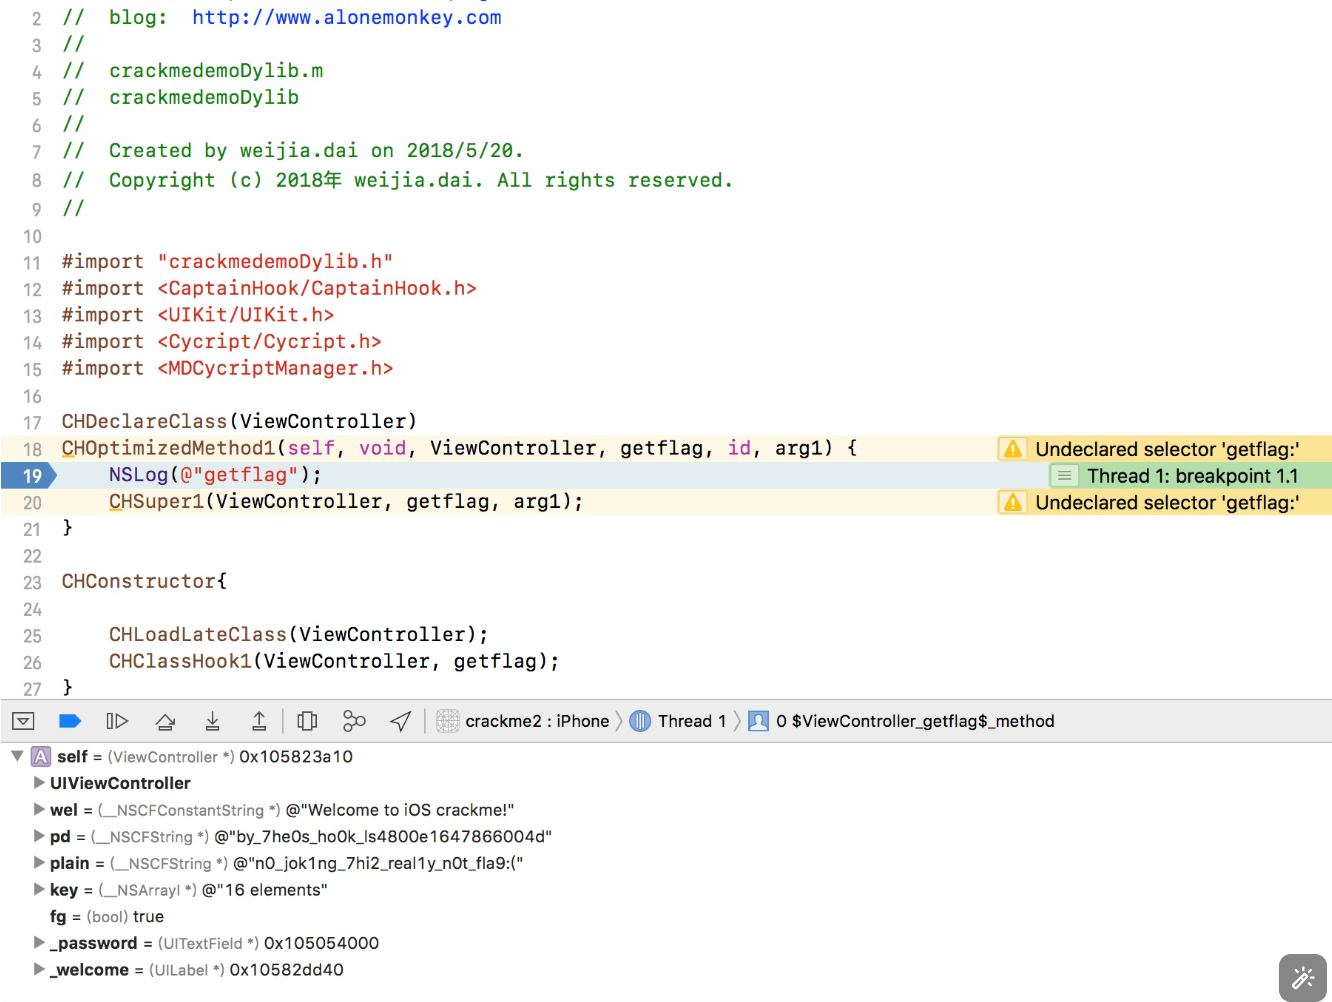 2 // blog: http://www.alonemonkey.com
3 //
4 // crackmedemoDylib.m
5 // crackmedemoDylib
6 //
7 // Created by weijia.dai on 2018/5/20.
8 // Copyright (c) 2018年 weijia.dai. All rights reserved.
9 //
10
11 #import "crackmedemoDylib.h"
12 #import <CaptainHook/CaptainHook.h>
13 #import <UIKit/UIKit.h>
14 #import <Cycript/Cycript.h>
15 #import <MDCycriptManager.h>
16
17 CHDeclareClass(ViewController)
18 CHOptimizedMethod1(self, void, ViewController, getflag, id, arg1) { Undeclared selector 'getflag:'
19 NSLog(@"getflag"); Thread 1: breakpoint 1.1
20 CHSuper1(ViewController, getflag, arg1); Undeclared selector 'getflag:'
21 }
22
23 CHConstructor{
24
25 CHLoadLateClass(ViewController);
26 CHClassHook1(ViewController, getflag);
27 }
crackme2 : iPhone Thread 1 0 $ViewController_getflag$_method
A self = (ViewController *) 0x105823a10
UIViewController
wel = (__NSCFConstantString *) @"Welcome to iOS crackme!"
pd = (__NSCFString *) @"by_7he0s_ho0k_ls4800e1647866004d"
plain = (__NSCFString *) @"n0_jok1ng_7hi2_real1y_n0t_fla9:("
key = (__NSArrayI *) @"16 elements"
fg = (bool) true
_password = (UITextField *) 0x105054000
_welcome = (UILabel *) 0x10582dd40